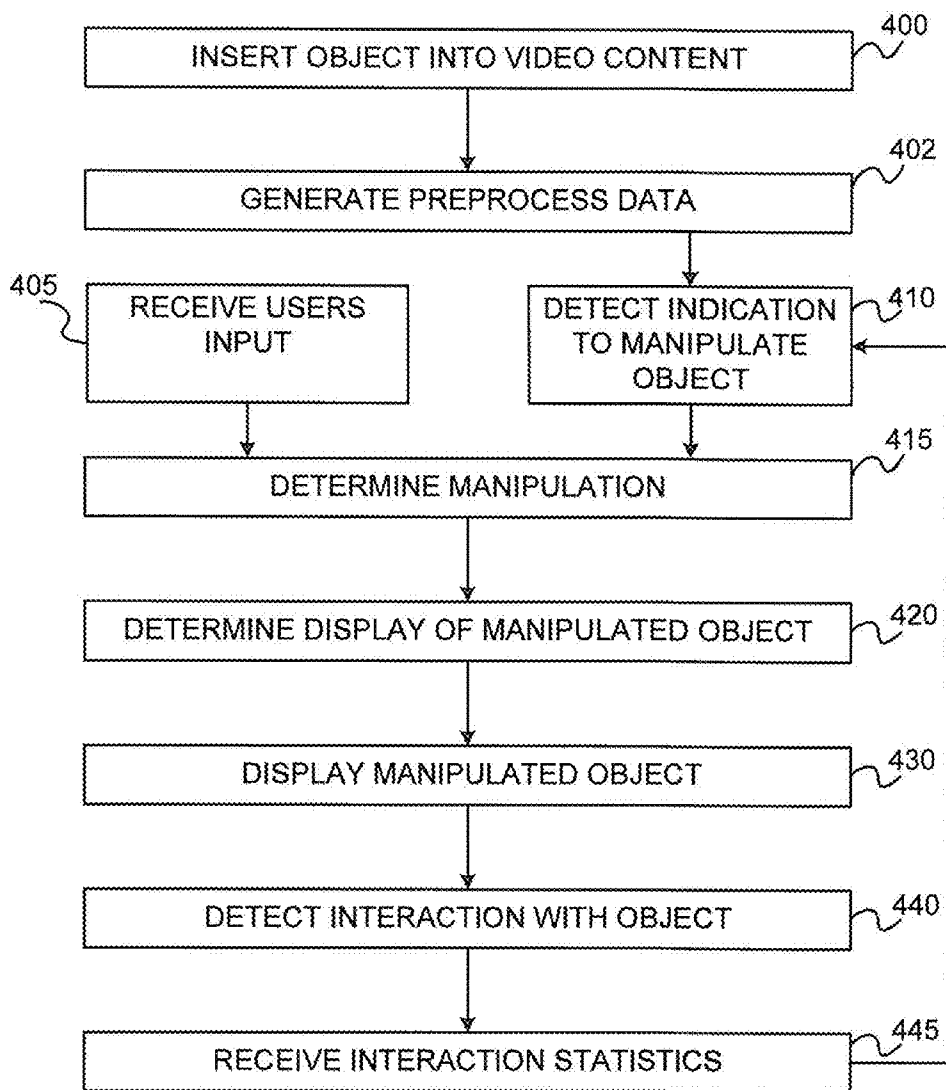 400
INSERT OBJECT INTO VIDEO CONTENT
402
GENERATE PREPROCESS DATA
405
RECEIVE USERS
INPUT
410
DETECT INDICATION
TO MANIPULATE
OBJECT
415
DETERMINE MANIPULATION
420
DETERMINE DISPLAY OF MANIPULATED OBJECT
430
DISPLAY MANIPULATED OBJECT
440
DETECT INTERACTION WITH OBJECT
445
RECEIVE INTERACTION STATISTICS